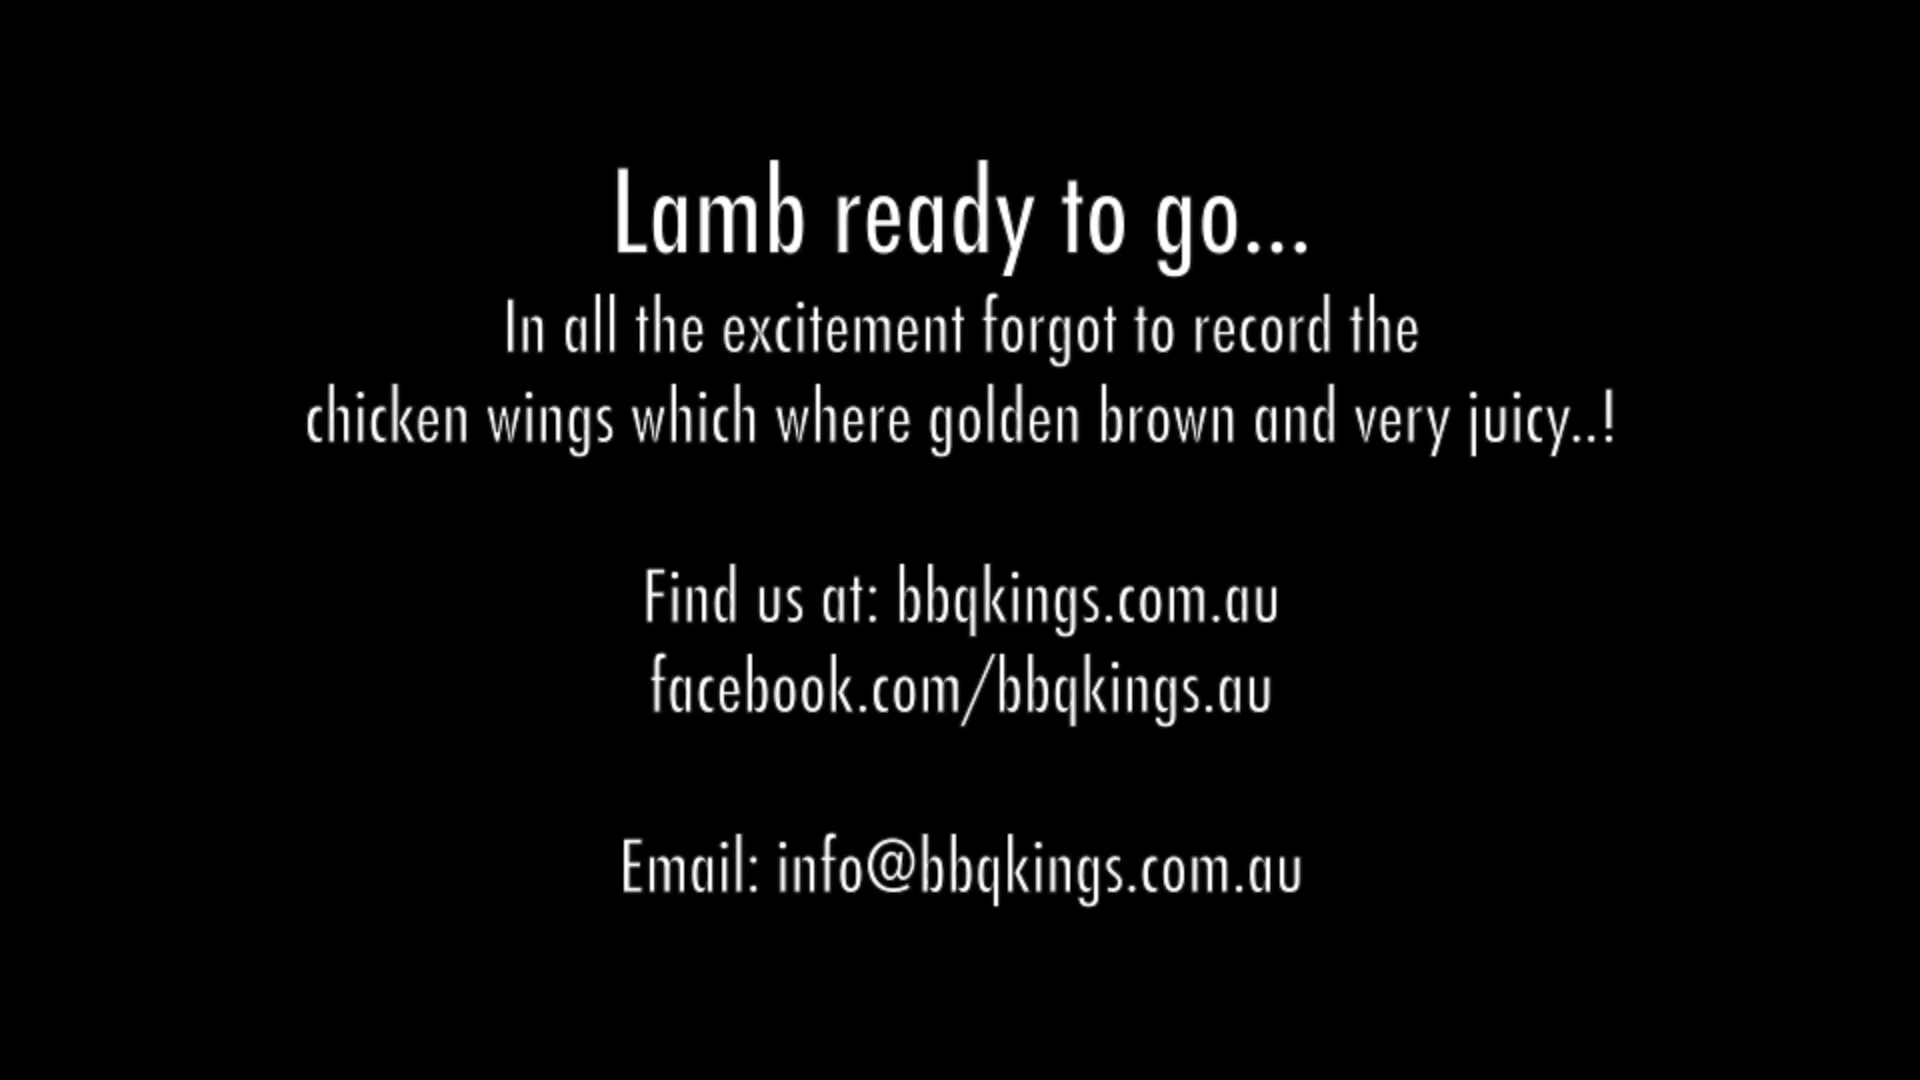 Lamb ready to go...
In all the excitement forgot to record the
chicken wings which where golden brown and very juicy..!
Find us at: bbqkings.com.au
facebook.com/bbqkings.au
Email: info@bbqkings.com.au